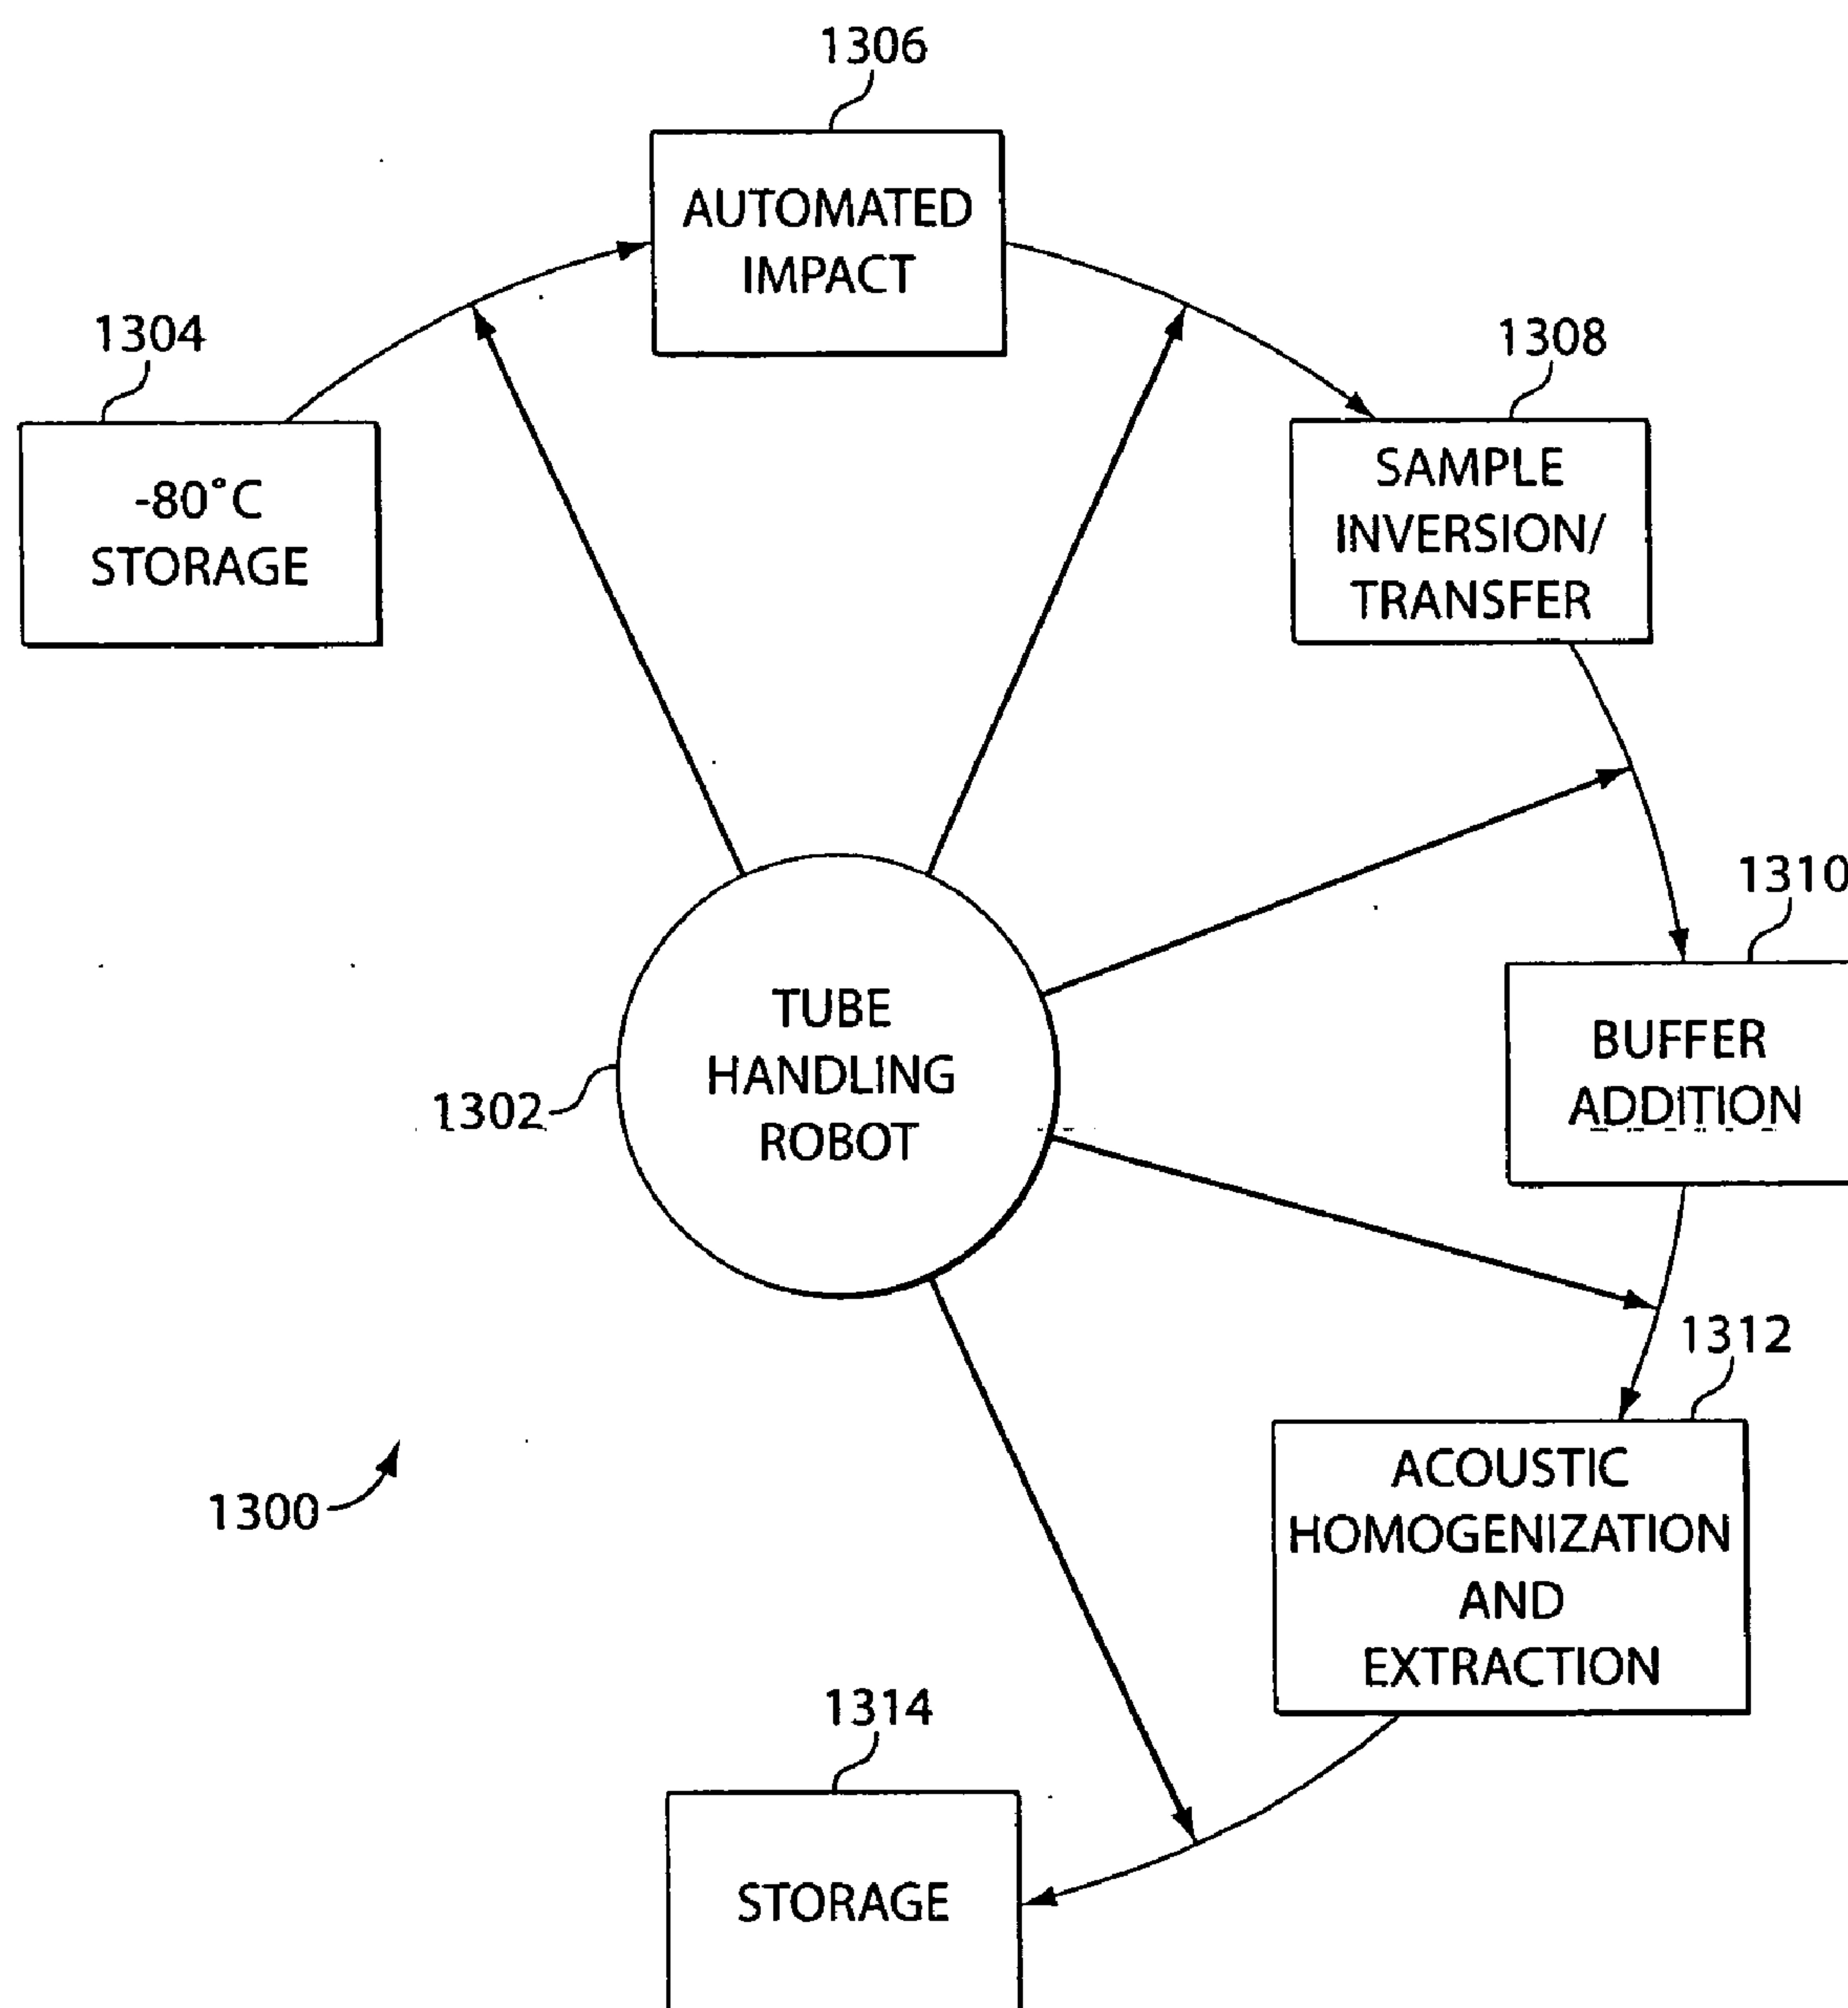 1306
AUTOMATED
IMPACT
1304
-80°C
STORAGE
1308
SAMPLE
INVERSION/
TRANSFER
1310
BUFFER
ADDITION
TUBE
HANDLING
ROBOT
1302
1312
ACOUSTIC
HOMOGENIZATION
AND
EXTRACTION
1300
1314
STORAGE